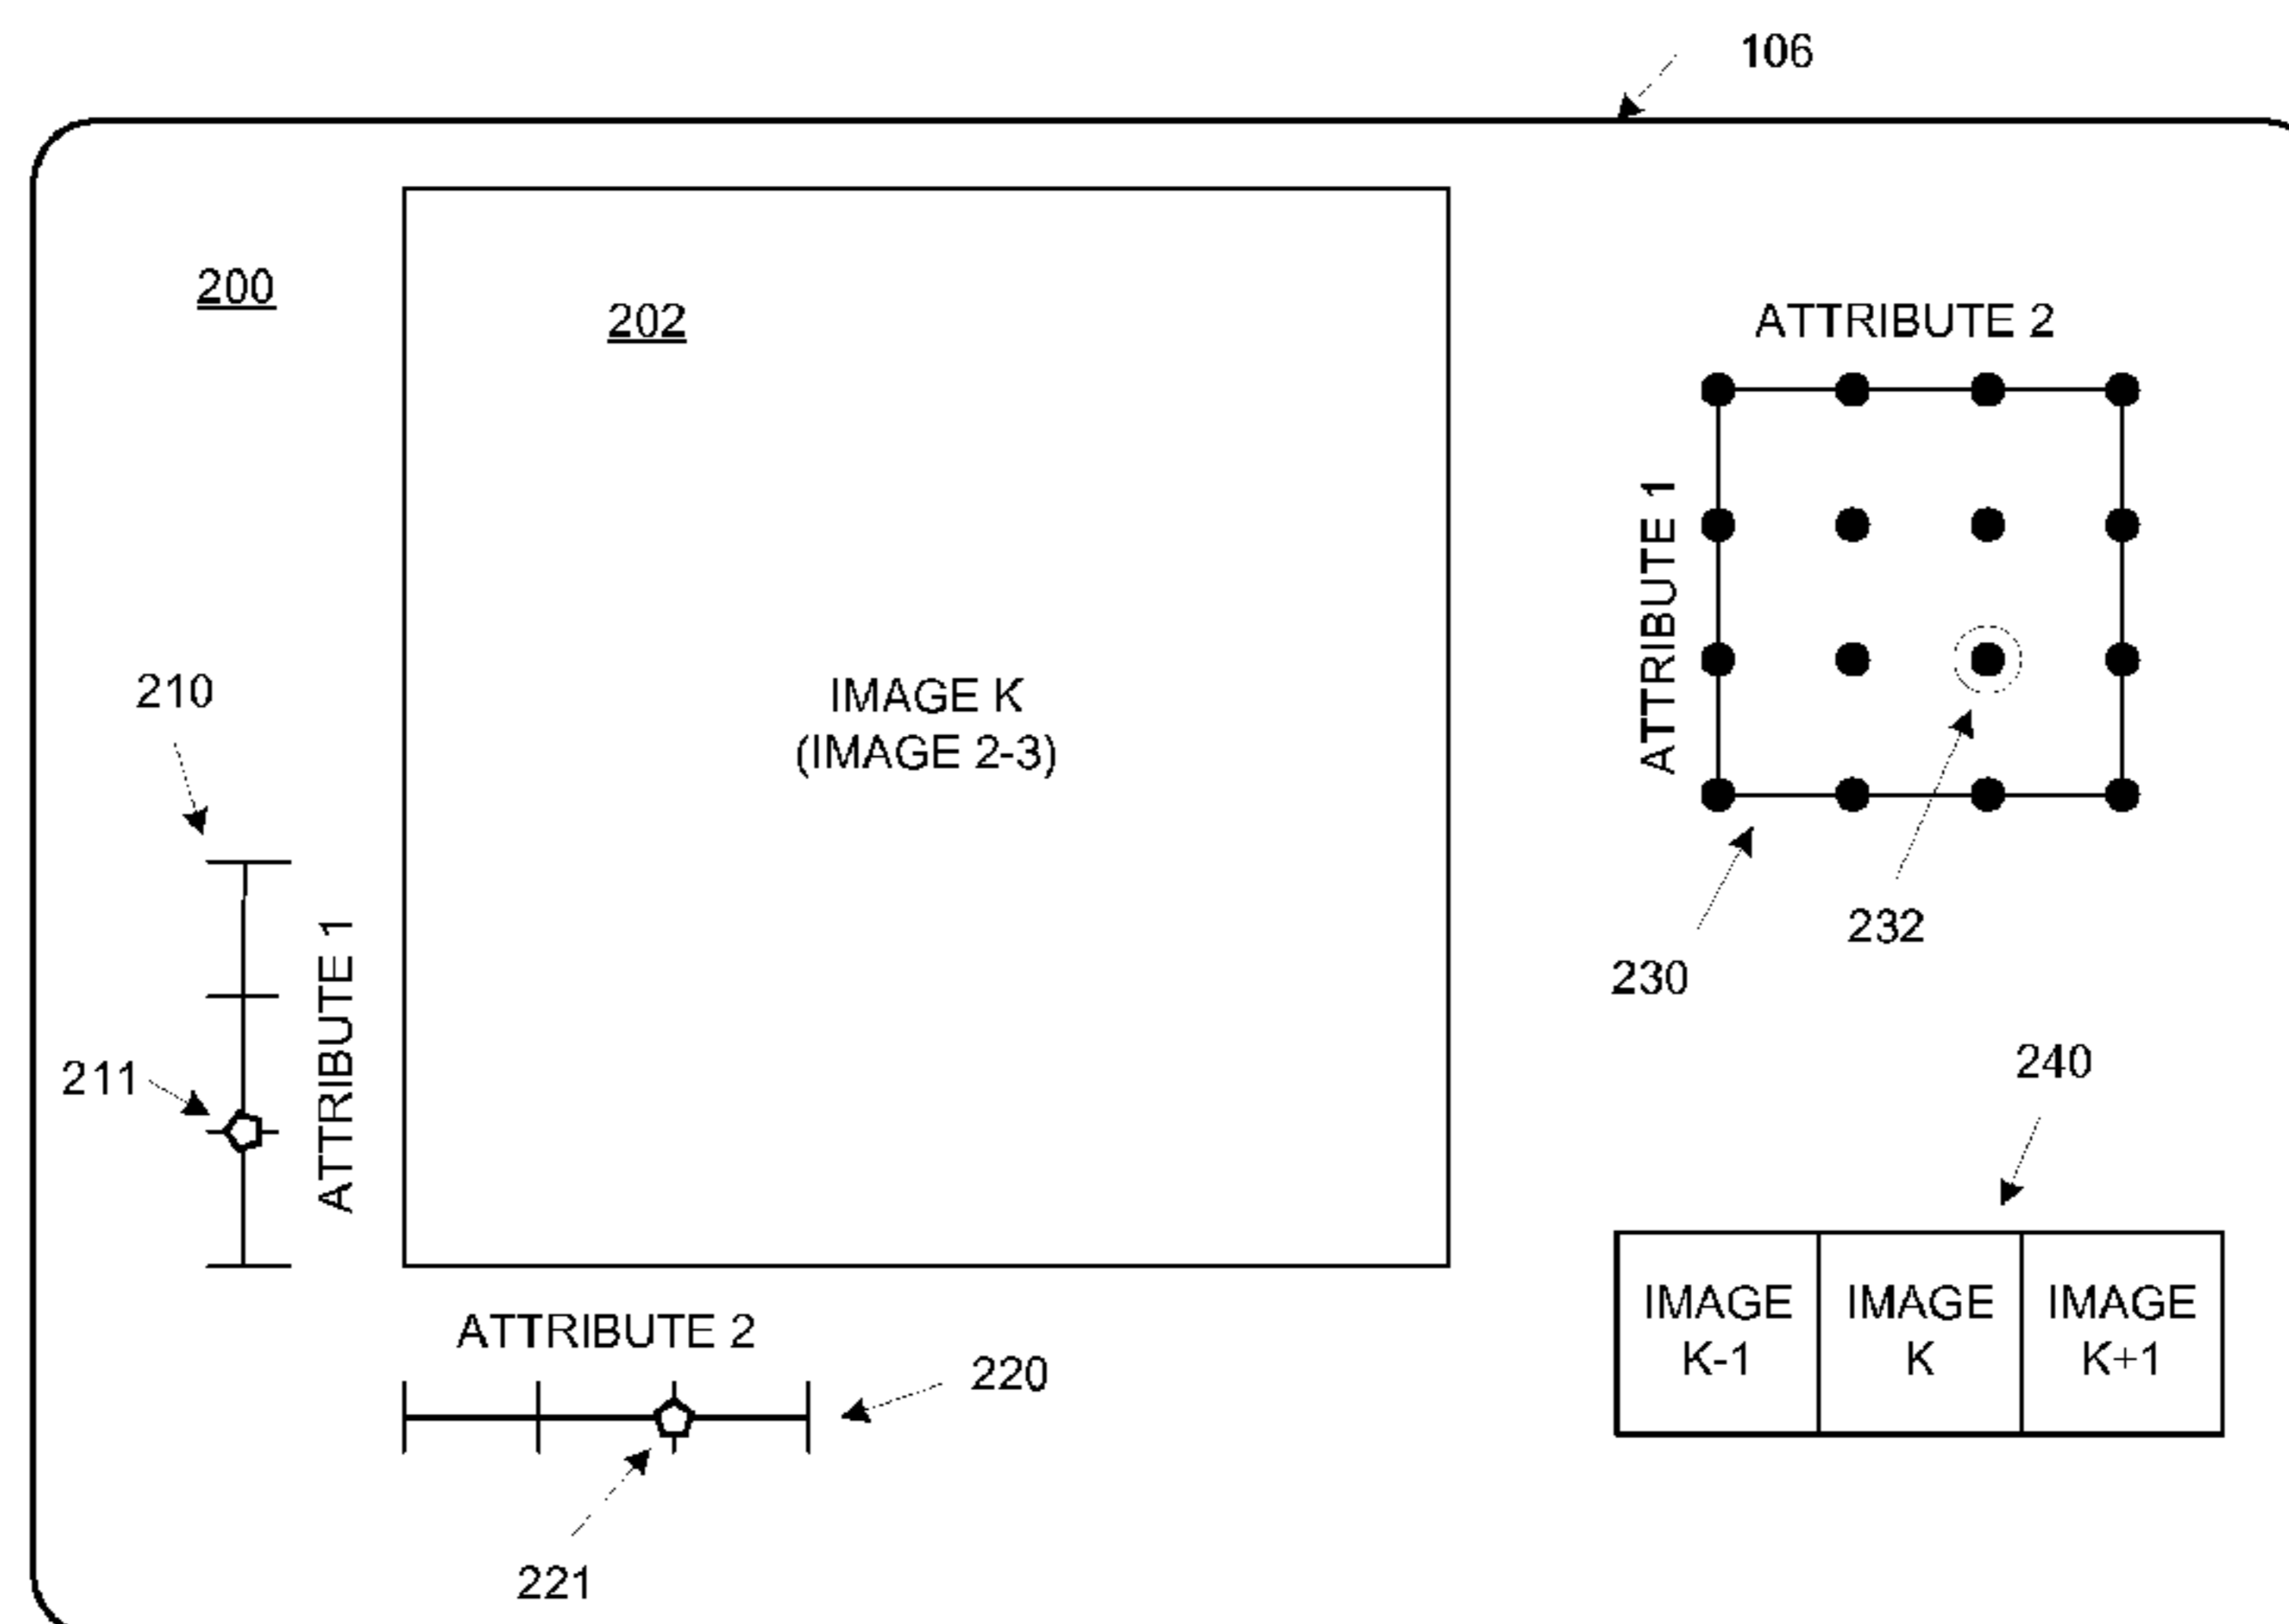 106
200
202
ATTRIBUTE 2
ATTRIBUTE 1
210
IMAGE K
(IMAGE 2-3)
232
230
211
ATTRIBUTE 1
240
ATTRIBUTE 2
220
221
IMAGE
K-1
IMAGE
K
IMAGE
K+1